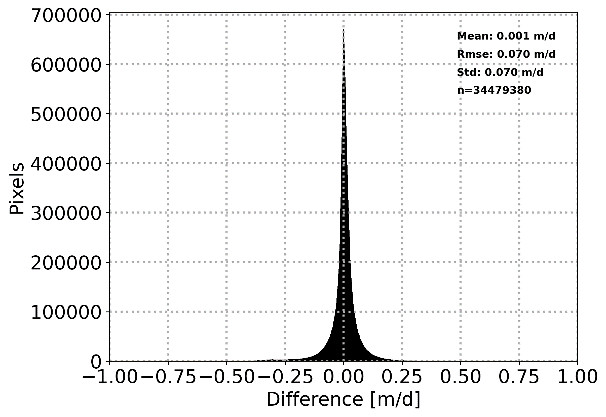 700000
600000
500000
400000
300000
200000
100000
0
Pixels
Mean: 0.001 m/d
Rmse: 0.070 m/d
Std: 0.070 m/d
n=34479380
−1.00 −0.75 −0.50 −0.25 0.00 0.25 0.50 0.75 1.00
Difference [m/d]